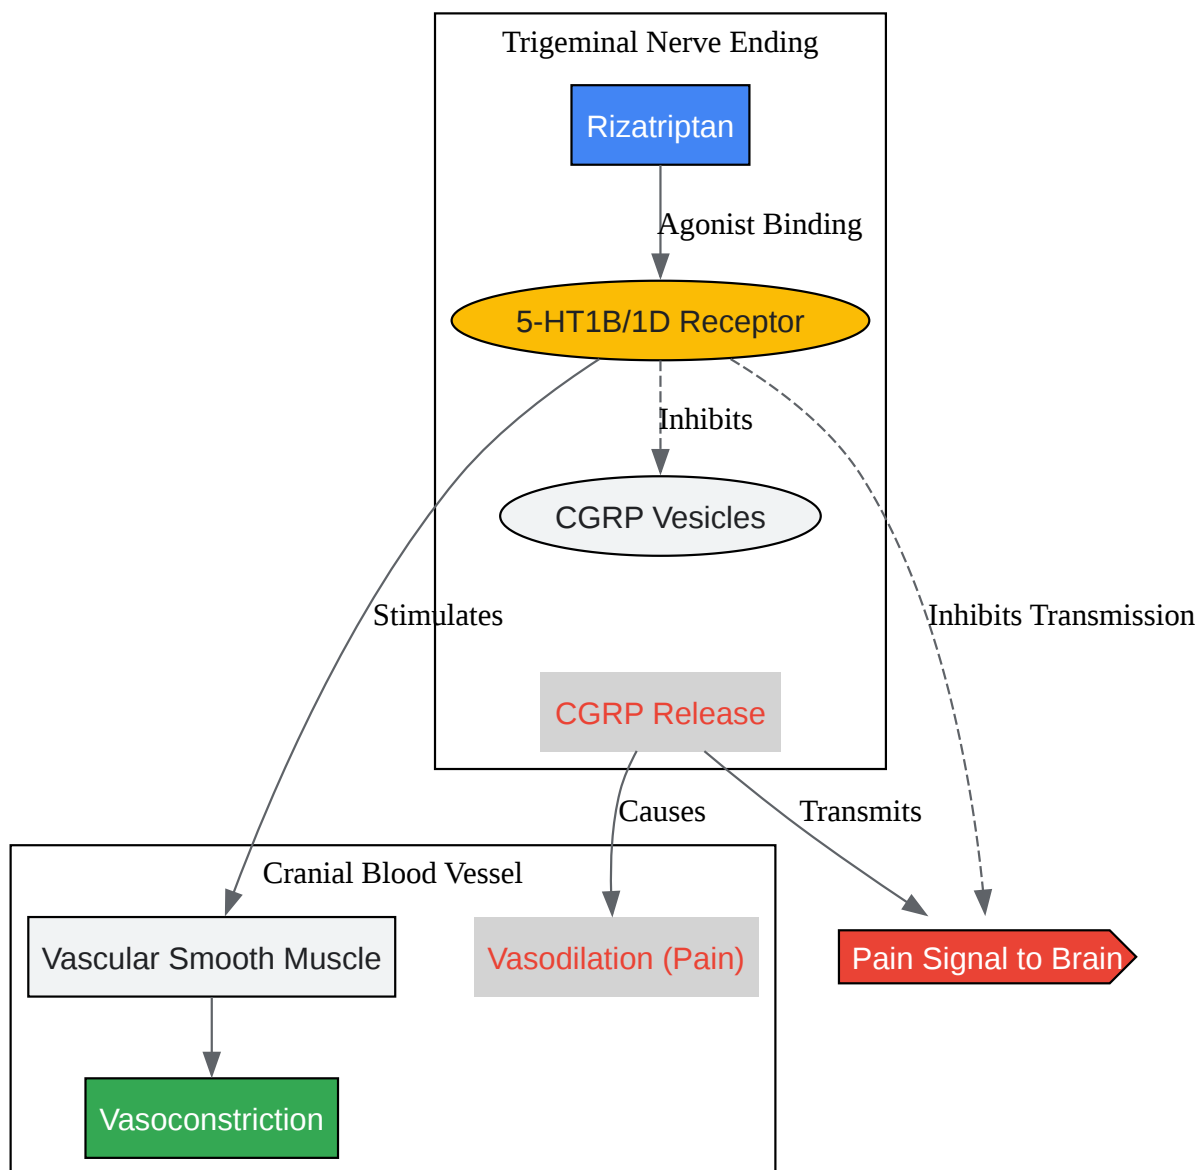 Trigeminal Nerve Ending
Rizatriptan
Agonist Binding
5-HT1B/1D Receptor
Inhibits
CGRP Vesicles
Stimulates
Inhibits Transmission
CGRP Release
Causes
Transmits
Cranial Blood Vessel
Vascular Smooth Muscle
Vasodilation (Pain)
Pain Signal to Brain
Vasoconstriction